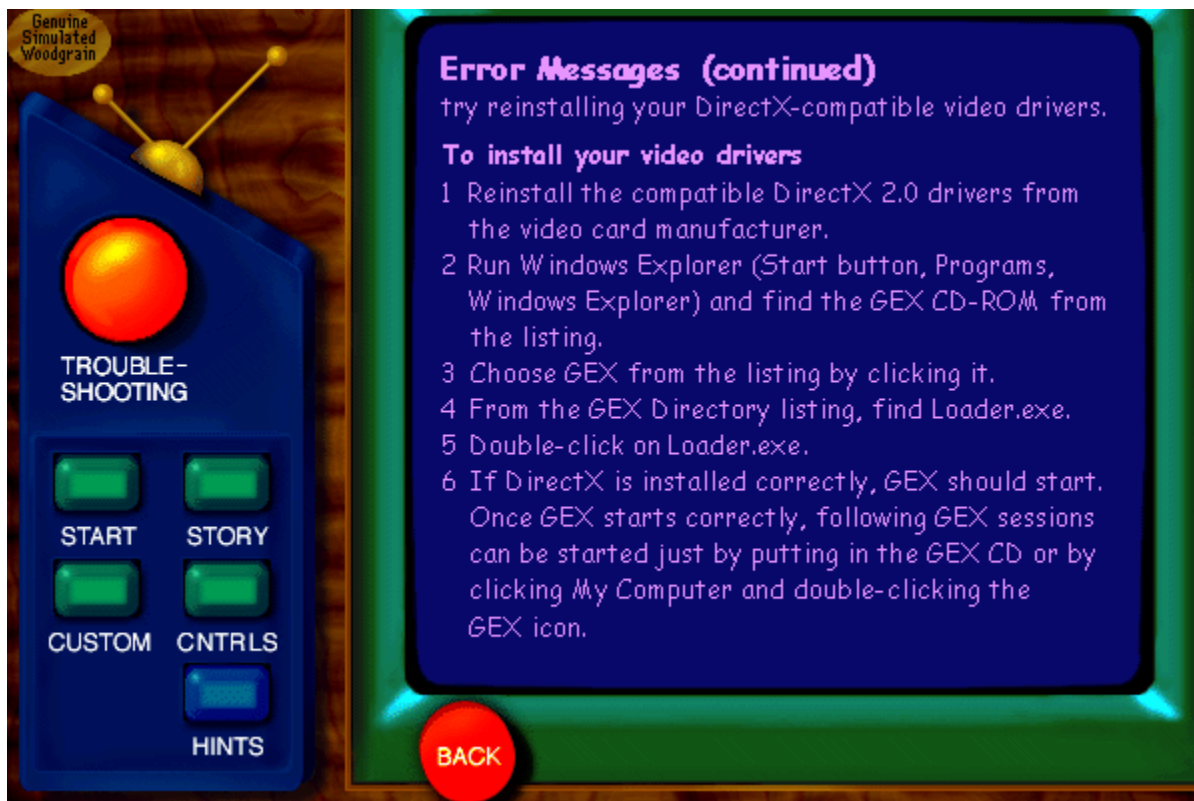 Genuine
Simulated
Woodgrain
TROUBLE-
SHOOTING
START
STORY
CUSTOM
CNTRLS
HINTS
Error Messages (continued)
try reinstalling your DirectX-compatible video drivers.
To install your video drivers
1 Reinstall the compatible DirectX 2.0 drivers from
the video card manufacturer.
2 Run Windows Explorer (Start button, Programs,
Windows Explorer) and find the GEX CD-ROM from
the listing.
3 Choose GEX from the listing by clicking it.
4 From the GEX Directory listing, find Loader.exe.
5 Double-click on Loader.exe.
6 If DirectX is installed correctly, GEX should start.
Once GEX starts correctly, following GEX sessions
can be started just by putting in the GEX CD or by
clicking My Computer and double-clicking the
GEX icon.
BACK